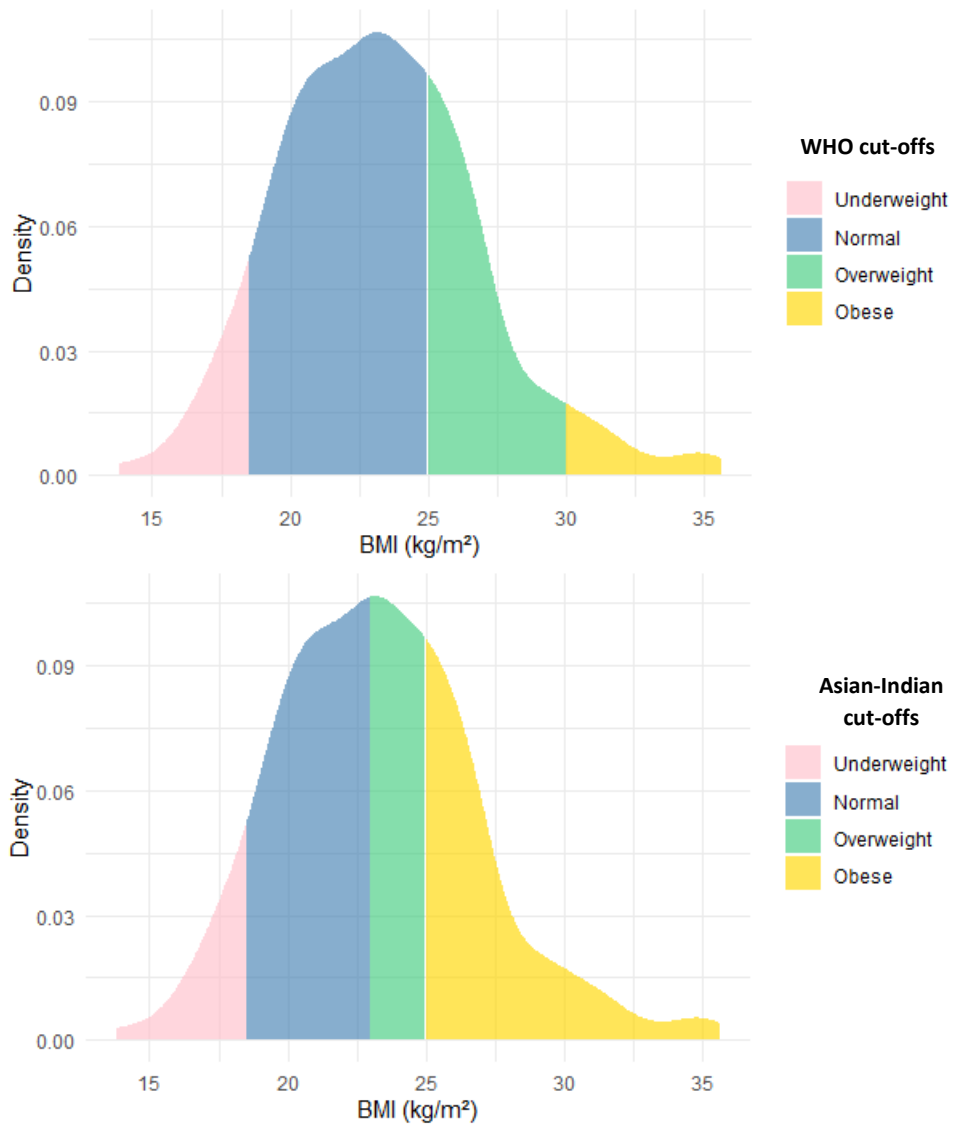 0.09
0.06
0.03
0.00
Density
15 20 25 30 35
BMI (kg/m²)
WHO cut-offs
Underweight
Normal
Overweight
Obese
0.09
0.06
0.03
0.00
Density
15 20 25 30 35
BMI (kg/m²)
Asian-Indian
cut-offs
Underweight
Normal
Overweight
Obese